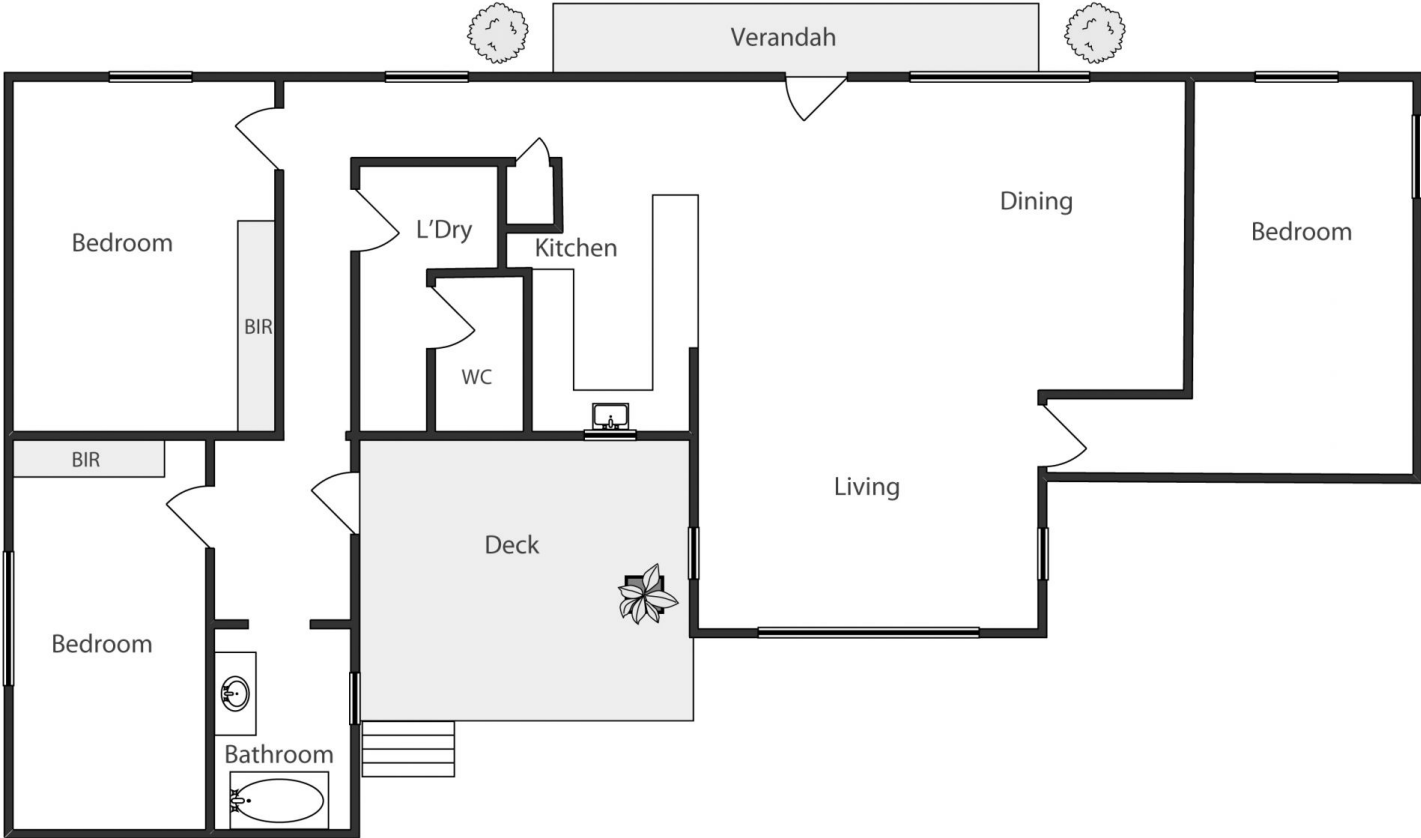 Verandah
Dining
Bedroom
L'Dry
Bedroom
Kitchen
BIR
WC
BIR
Living
Deck
Bedroom
Bathroom